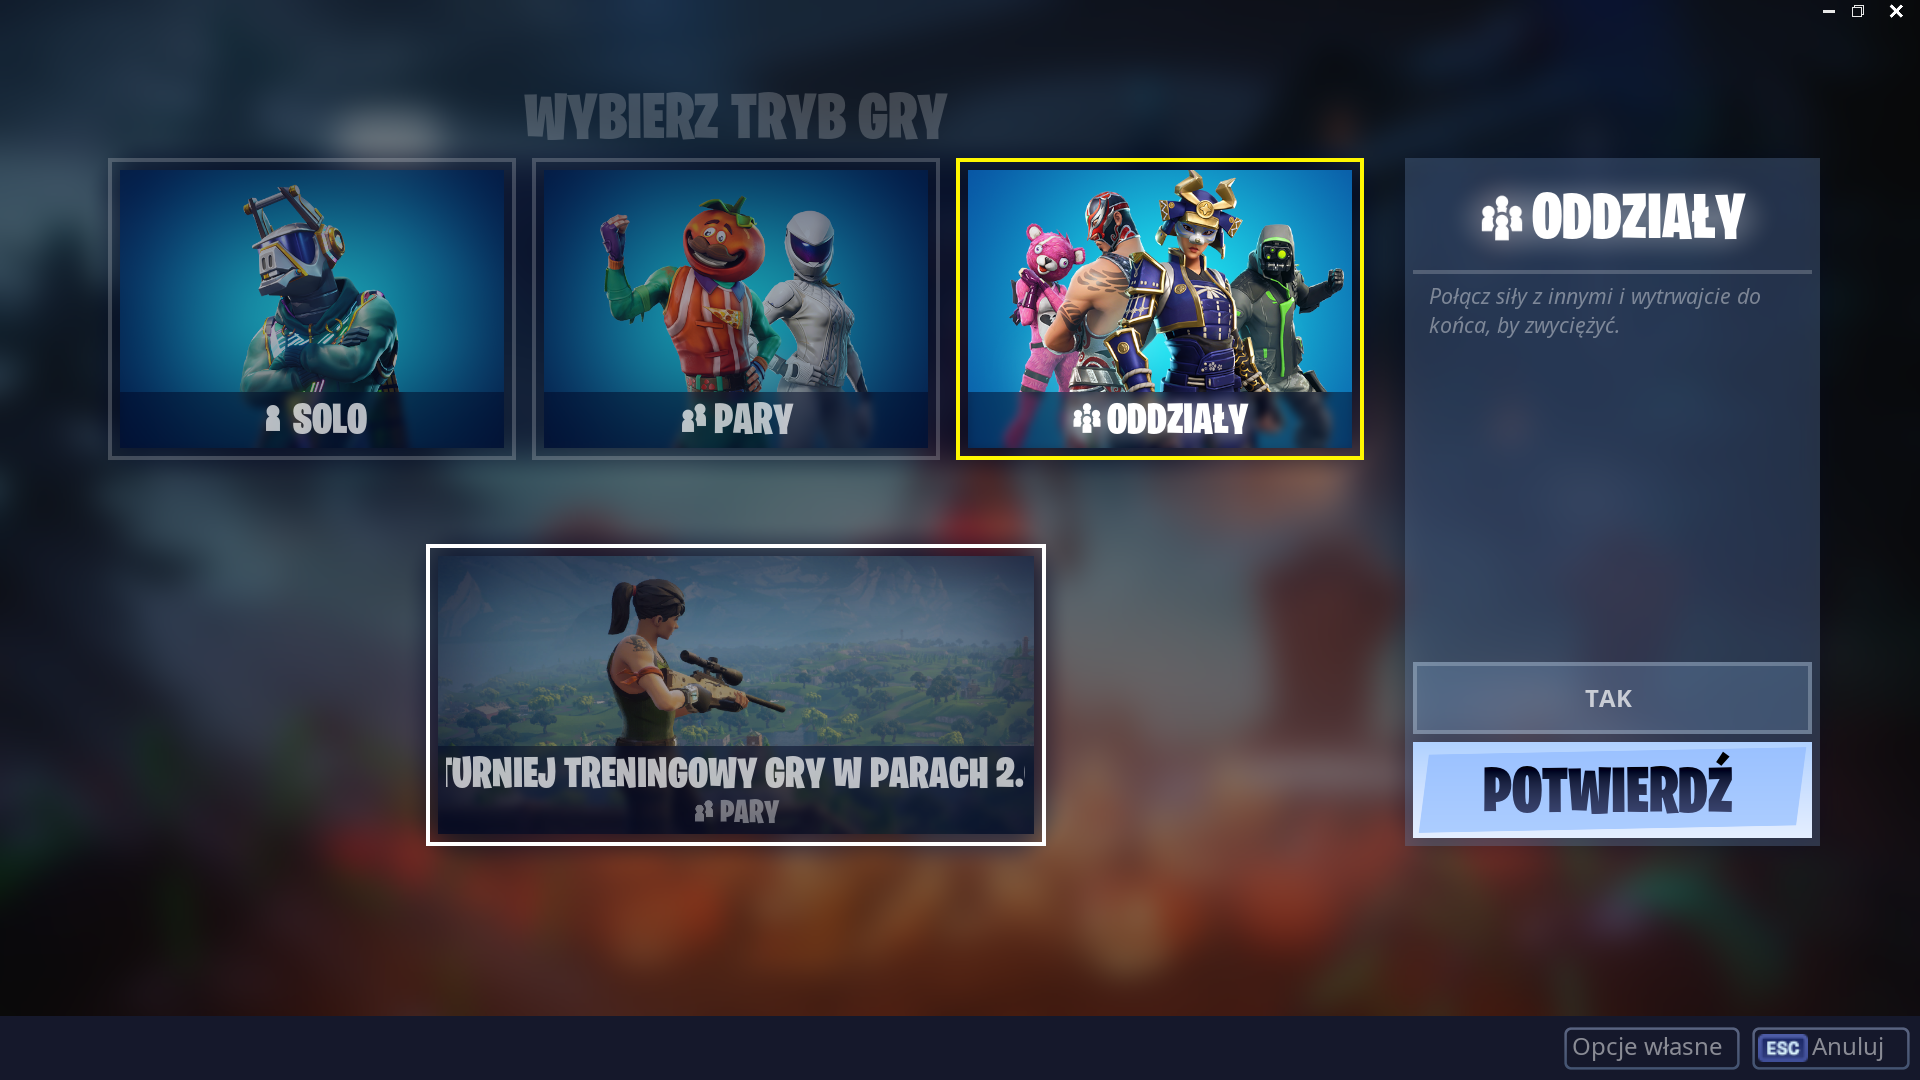 WYBIERZ TRYB GRY
SOLO
PARY
ODDZIAŁY
TURNIEJ TRENINGOWY GRY W PARACH 2.
PARY
ODDZIAŁY
Połącz siły z innymi i wytrwajcie do
końca, by zwyciężyć.
TAK
POTWIERDŹ
Opcje własne
ESC Anuluj